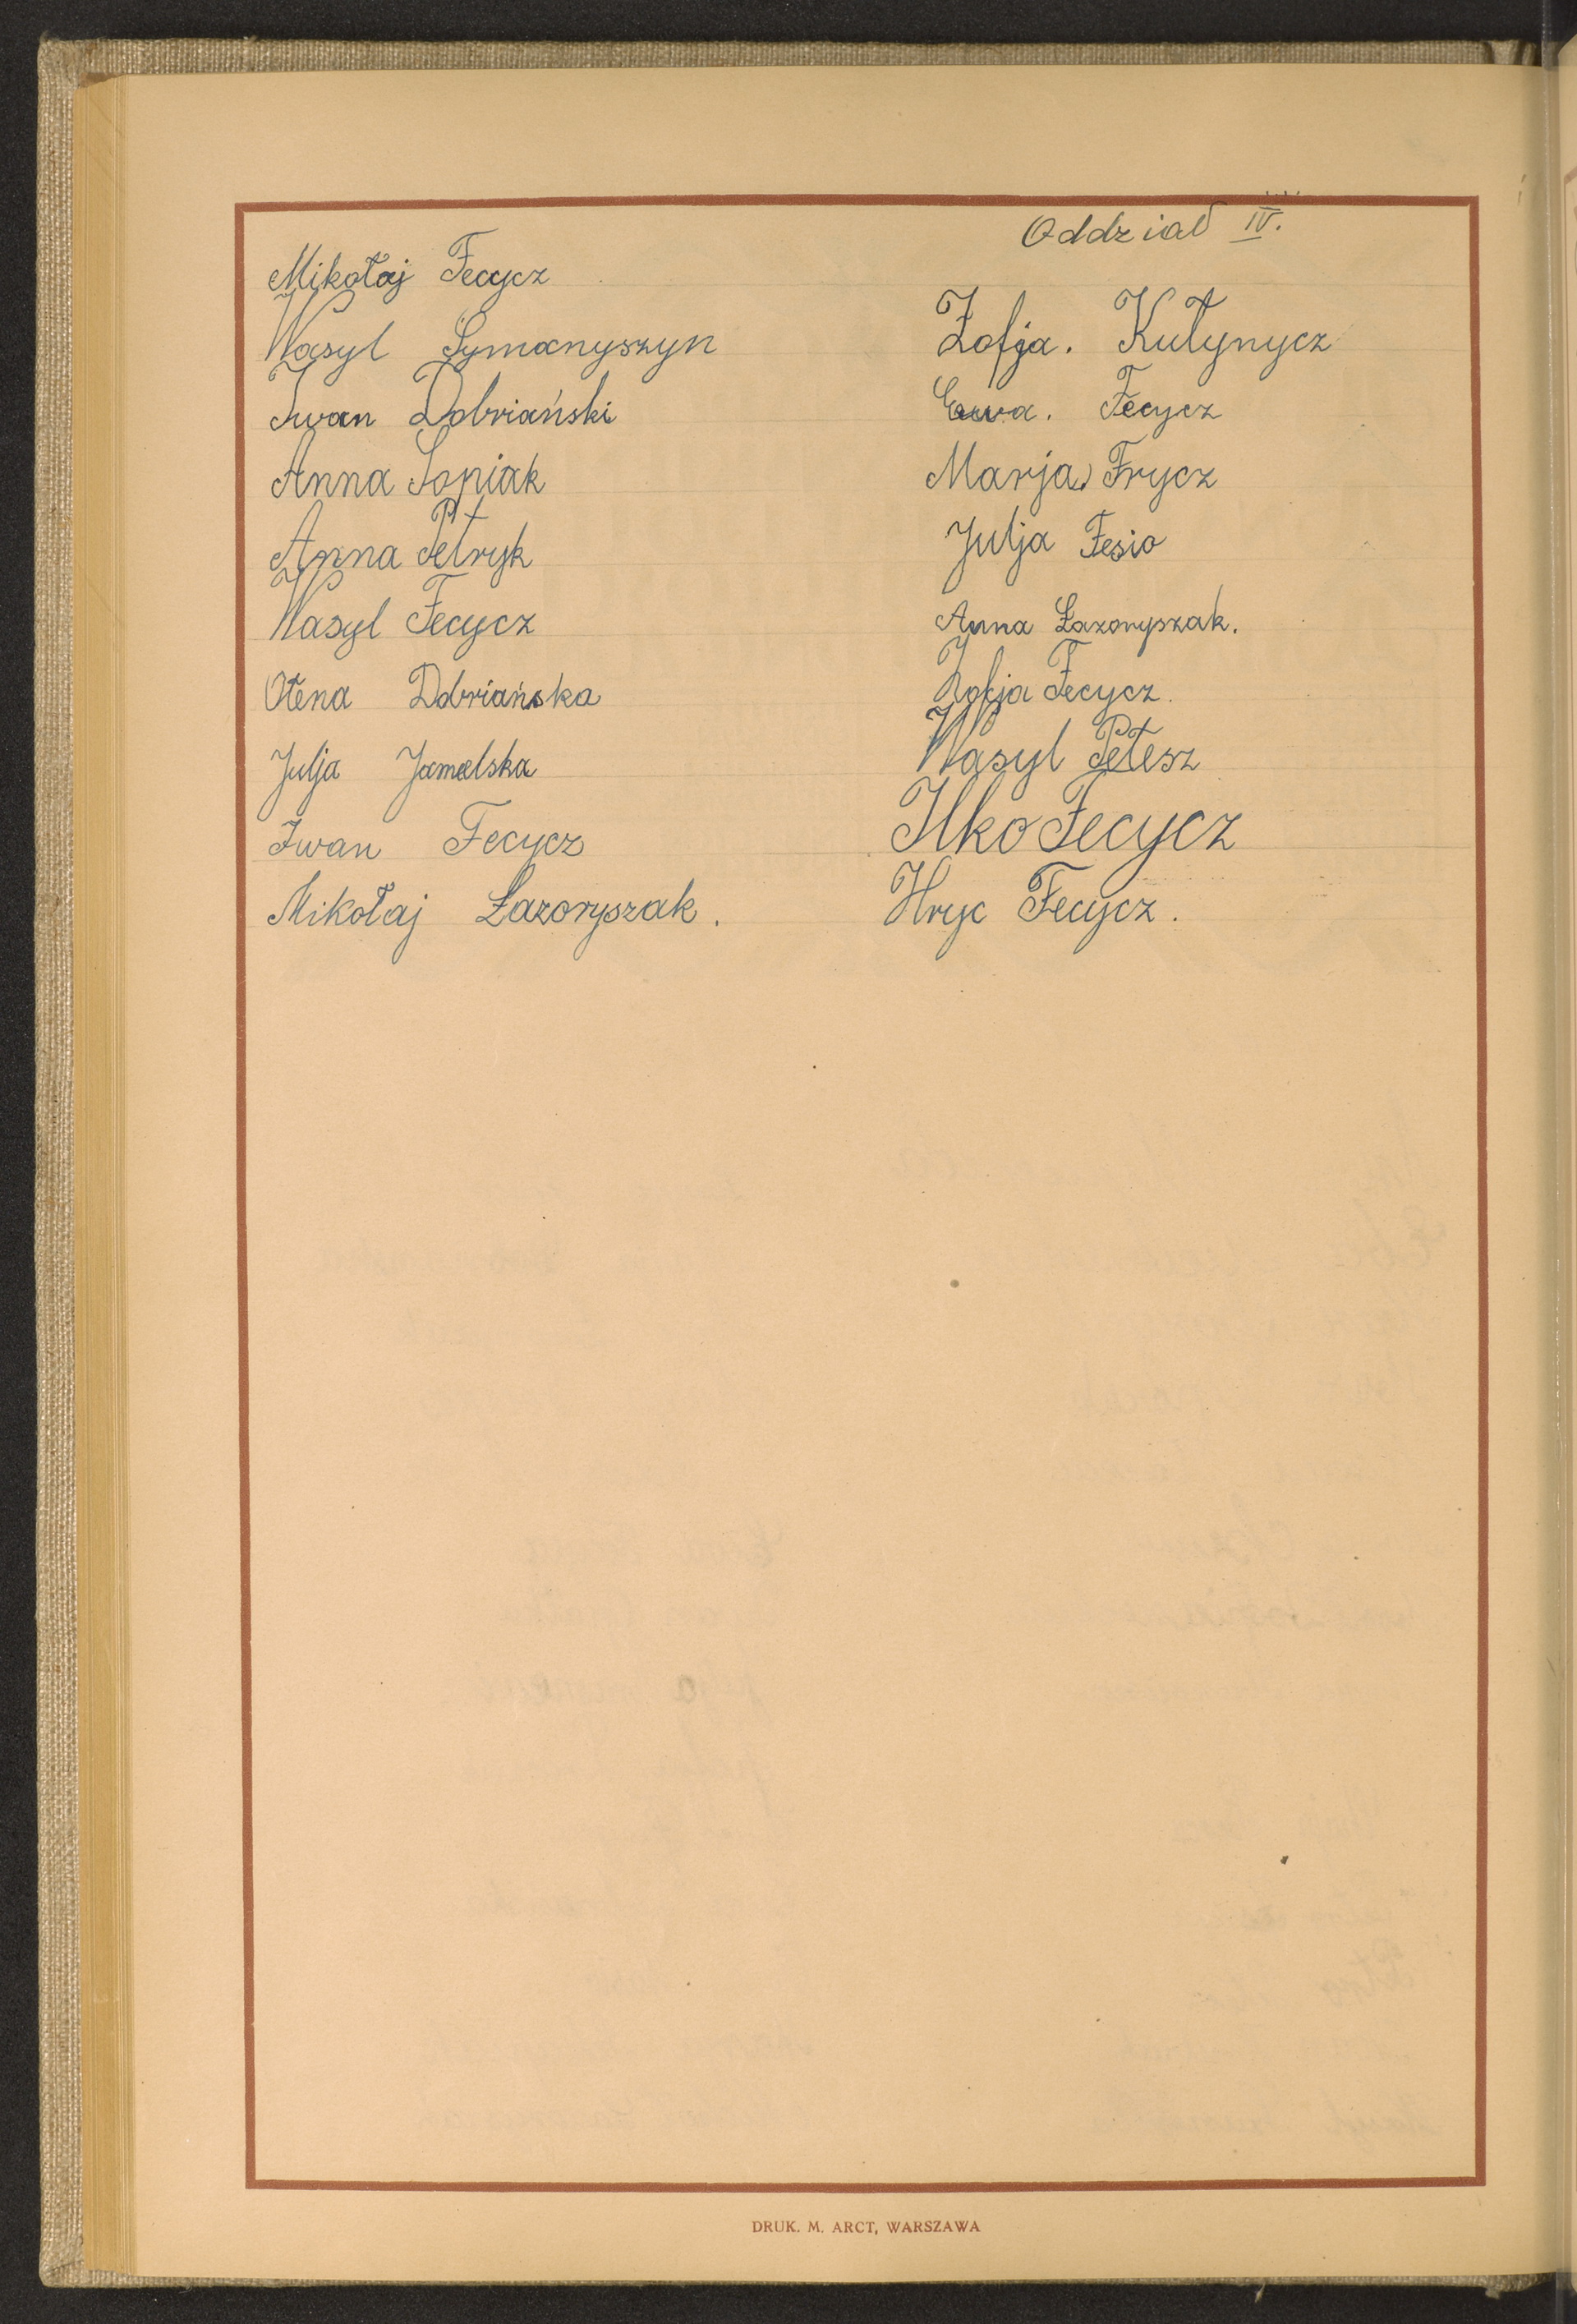 Mikołaj Fecycz
Wasyl Symanyszyn
Iwan Dobriański
Anna Sopiak
Anna Petryk
Wasyl Fecycz
Ołena Dobriańska
Julja Jamelska
Iwan Fecycz
Mikołaj Łazoryszak.
Oddział IV.
Zofja. Kułynycz
Ewa. Fecycz
Marja Frycz
Julja Fesio
Anna Łazoryszak.
Zofja Fecycz.
Wasyl Petesz
Ilko Fecycz
Hryc Fecycz.
DRUK. M. ARCT, WARSZAWA